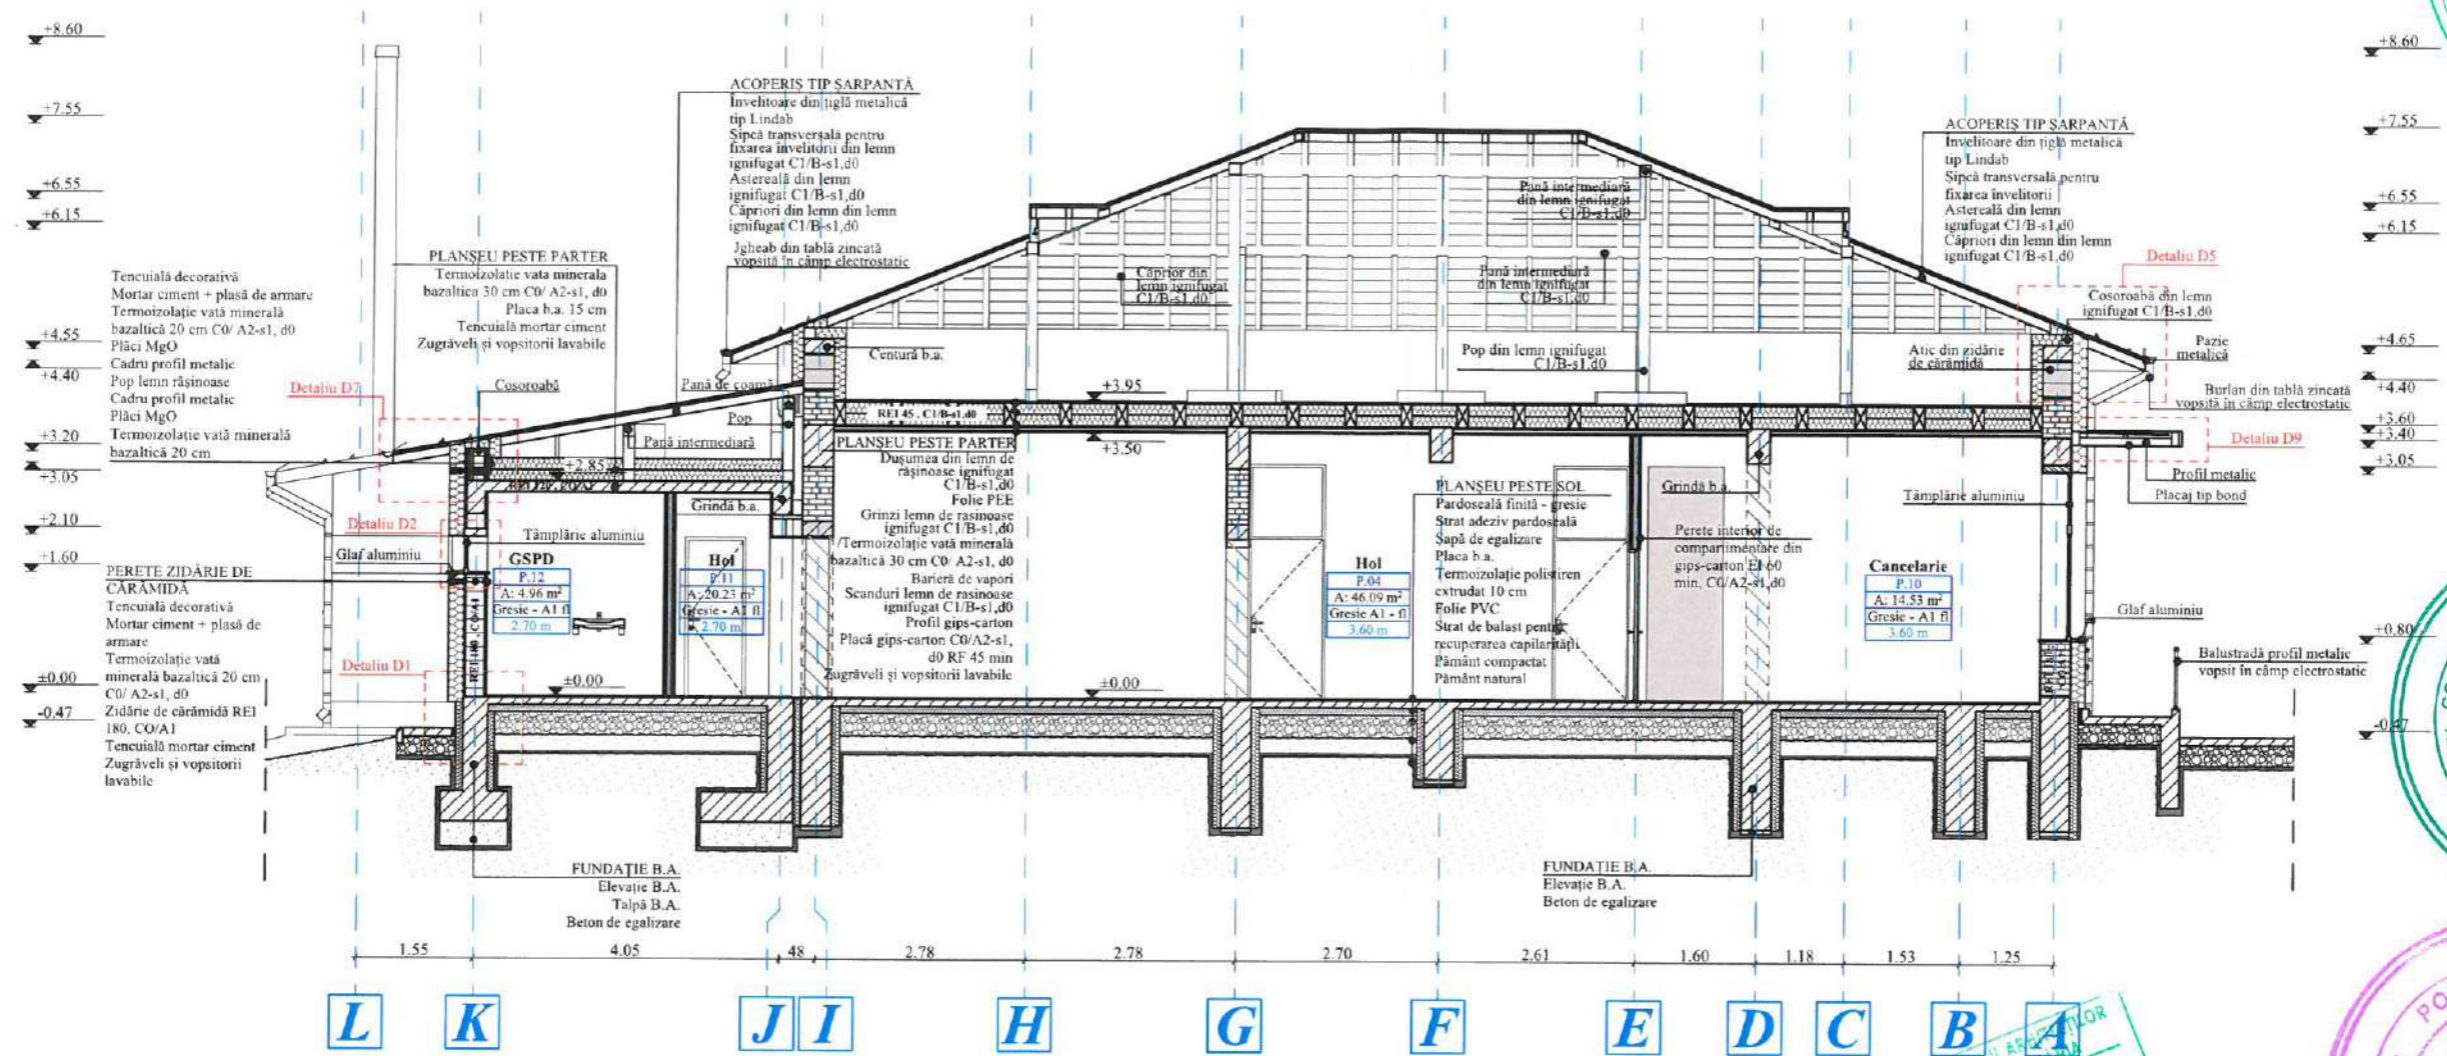 +8.60
+7.55
+6.55
+6.15
+4.55
+4.40
+3.20
+3.05
+2.10
+1.60
±0.00
-0.47
Tencuială decorativă
Mortar ciment + plasă de armare
Termoizolație vată minerală
bazaltică 20 cm C0/ A2-s1, d0
Plăci MgO
Cadru profil metalic
Pop lemn rășinoase
Cadru profil metalic
Plăci MgO
Termoizolație vată minerală
bazaltică 20 cm
PERETE ZIDĂRIE DE
CĂRĂMIDĂ
Tencuială decorativă
Mortar ciment + plasă de
armare
Termoizolație vată
minerală bazaltică 20 cm
C0/ A2-s1, d0
Zidărie de cărămidă REI
180, CO/A1
Tencuială mortar ciment
Zugrăveli și vopsitorii
lavabile
PLANȘEU PESTE PARTER
Termoizolatie vata minerala
bazaltica 30 cm C0/ A2-s1, d0
Placa b.a. 15 cm
Tencuială mortar ciment
Zugrăveli și vopsitorii lavabile
Detaliu D7
Cosoroabă
Detaliu D2
Glaf aluminiu
Detaliu D1
ACOPERIȘ TIP ȘARPANTĂ
Învelitoare din țiglă metalică
tip Lindab
Șipcă transversală pentru
fixarea învelitorii din lemn
ignifugat C1/B-s1,d0
Astereală din lemn
ignifugat C1/B-s1,d0
Căpriori din lemn din lemn
ignifugat C1/B-s1,d0
Jgheab din tablă zincată
vopsită în câmp electrostatic
Centură b.a.
Pană de coamă
Pop
Pană intermediară
+2.85
Tâmplărie aluminiu
GSPD
P.12
A: 4.96 m²
Gresie - A1 fl
2.70 m
REI 180, CO/A1
±0.00
Grindă b.a.
Hol
P.11
A: 20.23 m²
Gresie - A1 fl
2.70 m
REI 45 , C1/B-s1,d0
PLANȘEU PESTE PARTER
Dușumea din lemn de
rășinoase ignifugat
C1/B-s1,d0
Folie PEE
Grinzi lemn de rasinoase
ignifugat C1/B-s1,d0
/Termoizolație vată minerală
bazaltică 30 cm C0/ A2-s1, d0
Barieră de vapori
Scanduri lemn de rasinoase
ignifugat C1/B-s1,d0
Profil gips-carton
Placă gips-carton C0/A2-s1,
d0 RF 45 min
Zugrăveli și vopsitorii lavabile
+3.95
+3.50
±0.00
Căprior din
lemn ignifugat
C1/B-s1,d0
Pană intermediară
din lemn ignifugat
C1/B-s1,d0
Pană intermediară
din lemn ignifugat
C1/B-s1,d0
Pop din lemn ignifugat
C1/B-s1,d0
Hol
P.04
A: 46.09 m²
Gresie A1 - fl
3.60 m
PLANȘEU PESTE SOL
Pardoseală finită - gresie
Strat adeziv pardoseală
Șapă de egalizare
Placa b.a.
Termoizolație polistiren
extrudat 10 cm
Folie PVC
Strat de balast pentru
recuperarea capilarității
Pământ compactat
Pământ natural
Grindă b.a.
Perete interior de
compartimentare din
gips-carton EI 60
min, C0/A2-s1,d0
Cancelarie
P.10
A: 14.53 m²
Gresie - A1 fl
3.60 m
ACOPERIȘ TIP ȘARPANTĂ
Învelitoare din țiglă metalică
tip Lindab
Șipcă transversală pentru
fixarea învelitorii
Astereală din lemn
ignifugat C1/B-s1,d0
Căpriori din lemn din lemn
ignifugat C1/B-s1,d0
Detaliu D5
Cosoroabă din lemn
ignifugat C1/B-s1,d0
Atic din zidărie
de cărămidă
Pazie
metalică
Burlan din tablă zincată
vopsită în câmp electrostatic
Detaliu D9
Profil metalic
Placaj tip bond
Tâmplărie aluminiu
Glaf aluminiu
Balustradă profil metalic
vopsit în câmp electrostatic
+8.60
+7.55
+6.55
+6.15
+4.65
+4.40
+3.60
+3.40
+3.05
+0.80
-0.47
FUNDAȚIE B.A.
Elevație B.A.
Talpă B.A.
Beton de egalizare
FUNDAȚIE B.A.
Elevație B.A.
Beton de egalizare
1.55 4.05 48 2.78 2.78 2.70 2.61 1.60 1.18 1.53 1.25
L K J I H G F E D C B A